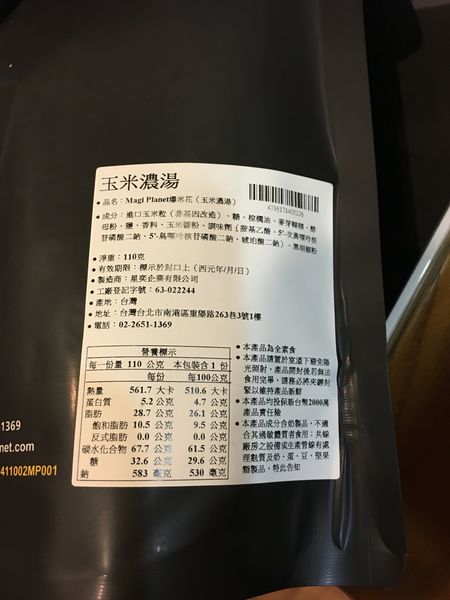 玉米濃湯
4716171405228
• 品名：Magi Planet爆米花（玉米濃湯）
• 成分：進口玉米粒（非基因改造）、糖、棕櫚油、麥芽糊精、酵
母粉、鹽、香料、玉米醬粉、調味劑（胺基乙酸、5'-次黃嘌呤核
苷磷酸二鈉、5'-鳥嘌呤核苷磷酸二鈉、琥珀酸二鈉）、黑胡椒粉
• 淨重：110克
• 有效期限：標示於封口上（西元年/月/日）
• 製造商：星奕企業有限公司
• 工廠登記字號：63-022244
• 產地：台灣
• 地址：台灣台北市南港區重陽路263巷3號1樓
• 電話：02-2651-1369
營養標示
每一份量 110 公克 本包裝含 1 份
每份 每100公克
熱量 561.7 大卡 510.6 大卡
蛋白質 5.2 公克 4.7 公克
脂肪 28.7 公克 26.1 公克
飽和脂肪 10.5 公克 9.5 公克
反式脂肪 0.0 公克 0.0 公克
碳水化合物 67.7 公克 61.5 公克
糖 32.6 公克 29.6 公克
鈉 583 毫克 530 毫克
• 本產品為全素食
• 本產品請置於室溫下避免陽
光照射，產品開封後若無法
食用完畢，請務必將夾鏈封
緊以維持產品新鮮
• 本產品均投保新台幣2000萬
產品責任險
• 本產品成分含奶製品，不適
合其過敏體質者食用；其線
廠房之設備或生產管線有處
理穀質及奶、蛋、豆、堅果
類製品，特此告知
1369
net.com
411002MP001